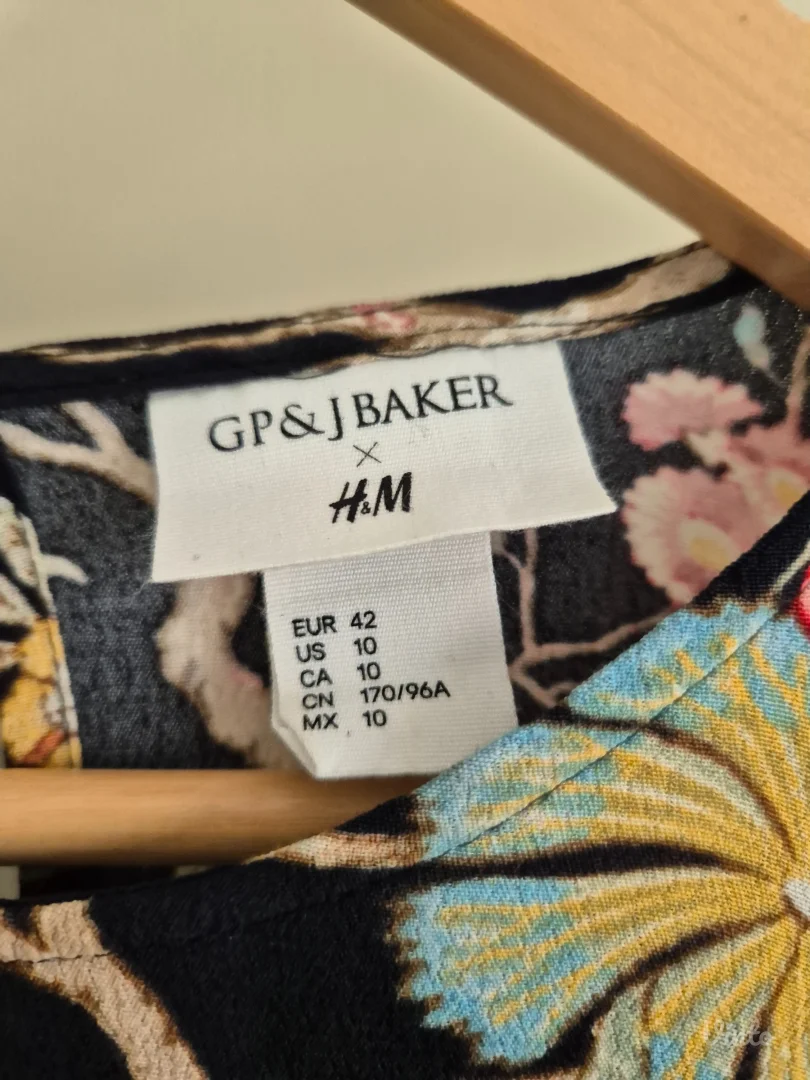 GP & J BAKER
×
H&M
EUR 42
US 10
CA 10
CN 170/96A
MX 10